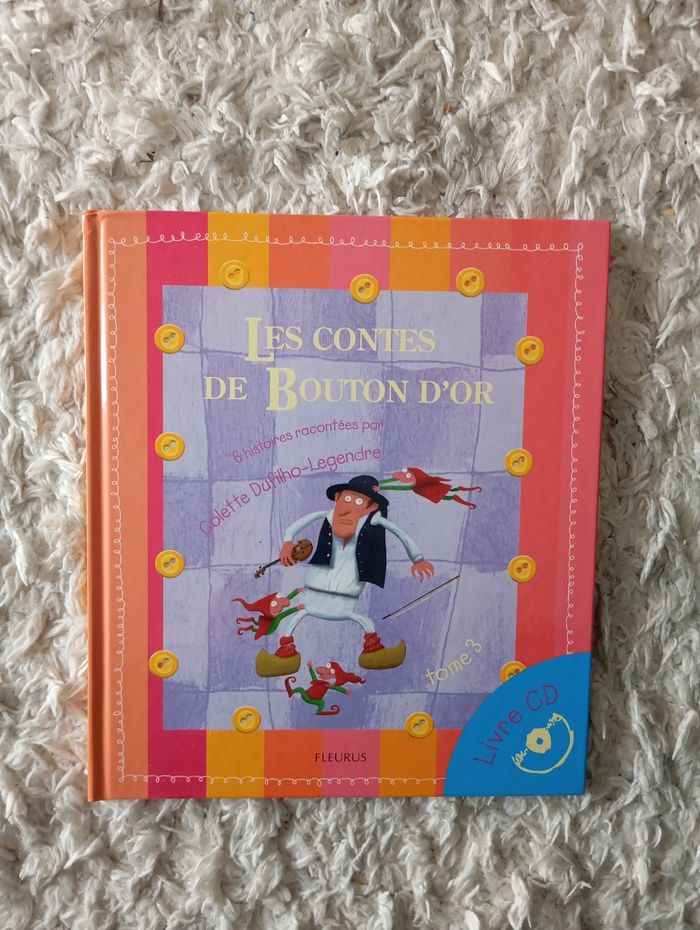 LES CONTES
DE BOUTON D'OR
6 histoires racontées par
Colette Dufilho-Legendre
tome 3
Livre CD
FLEURUS